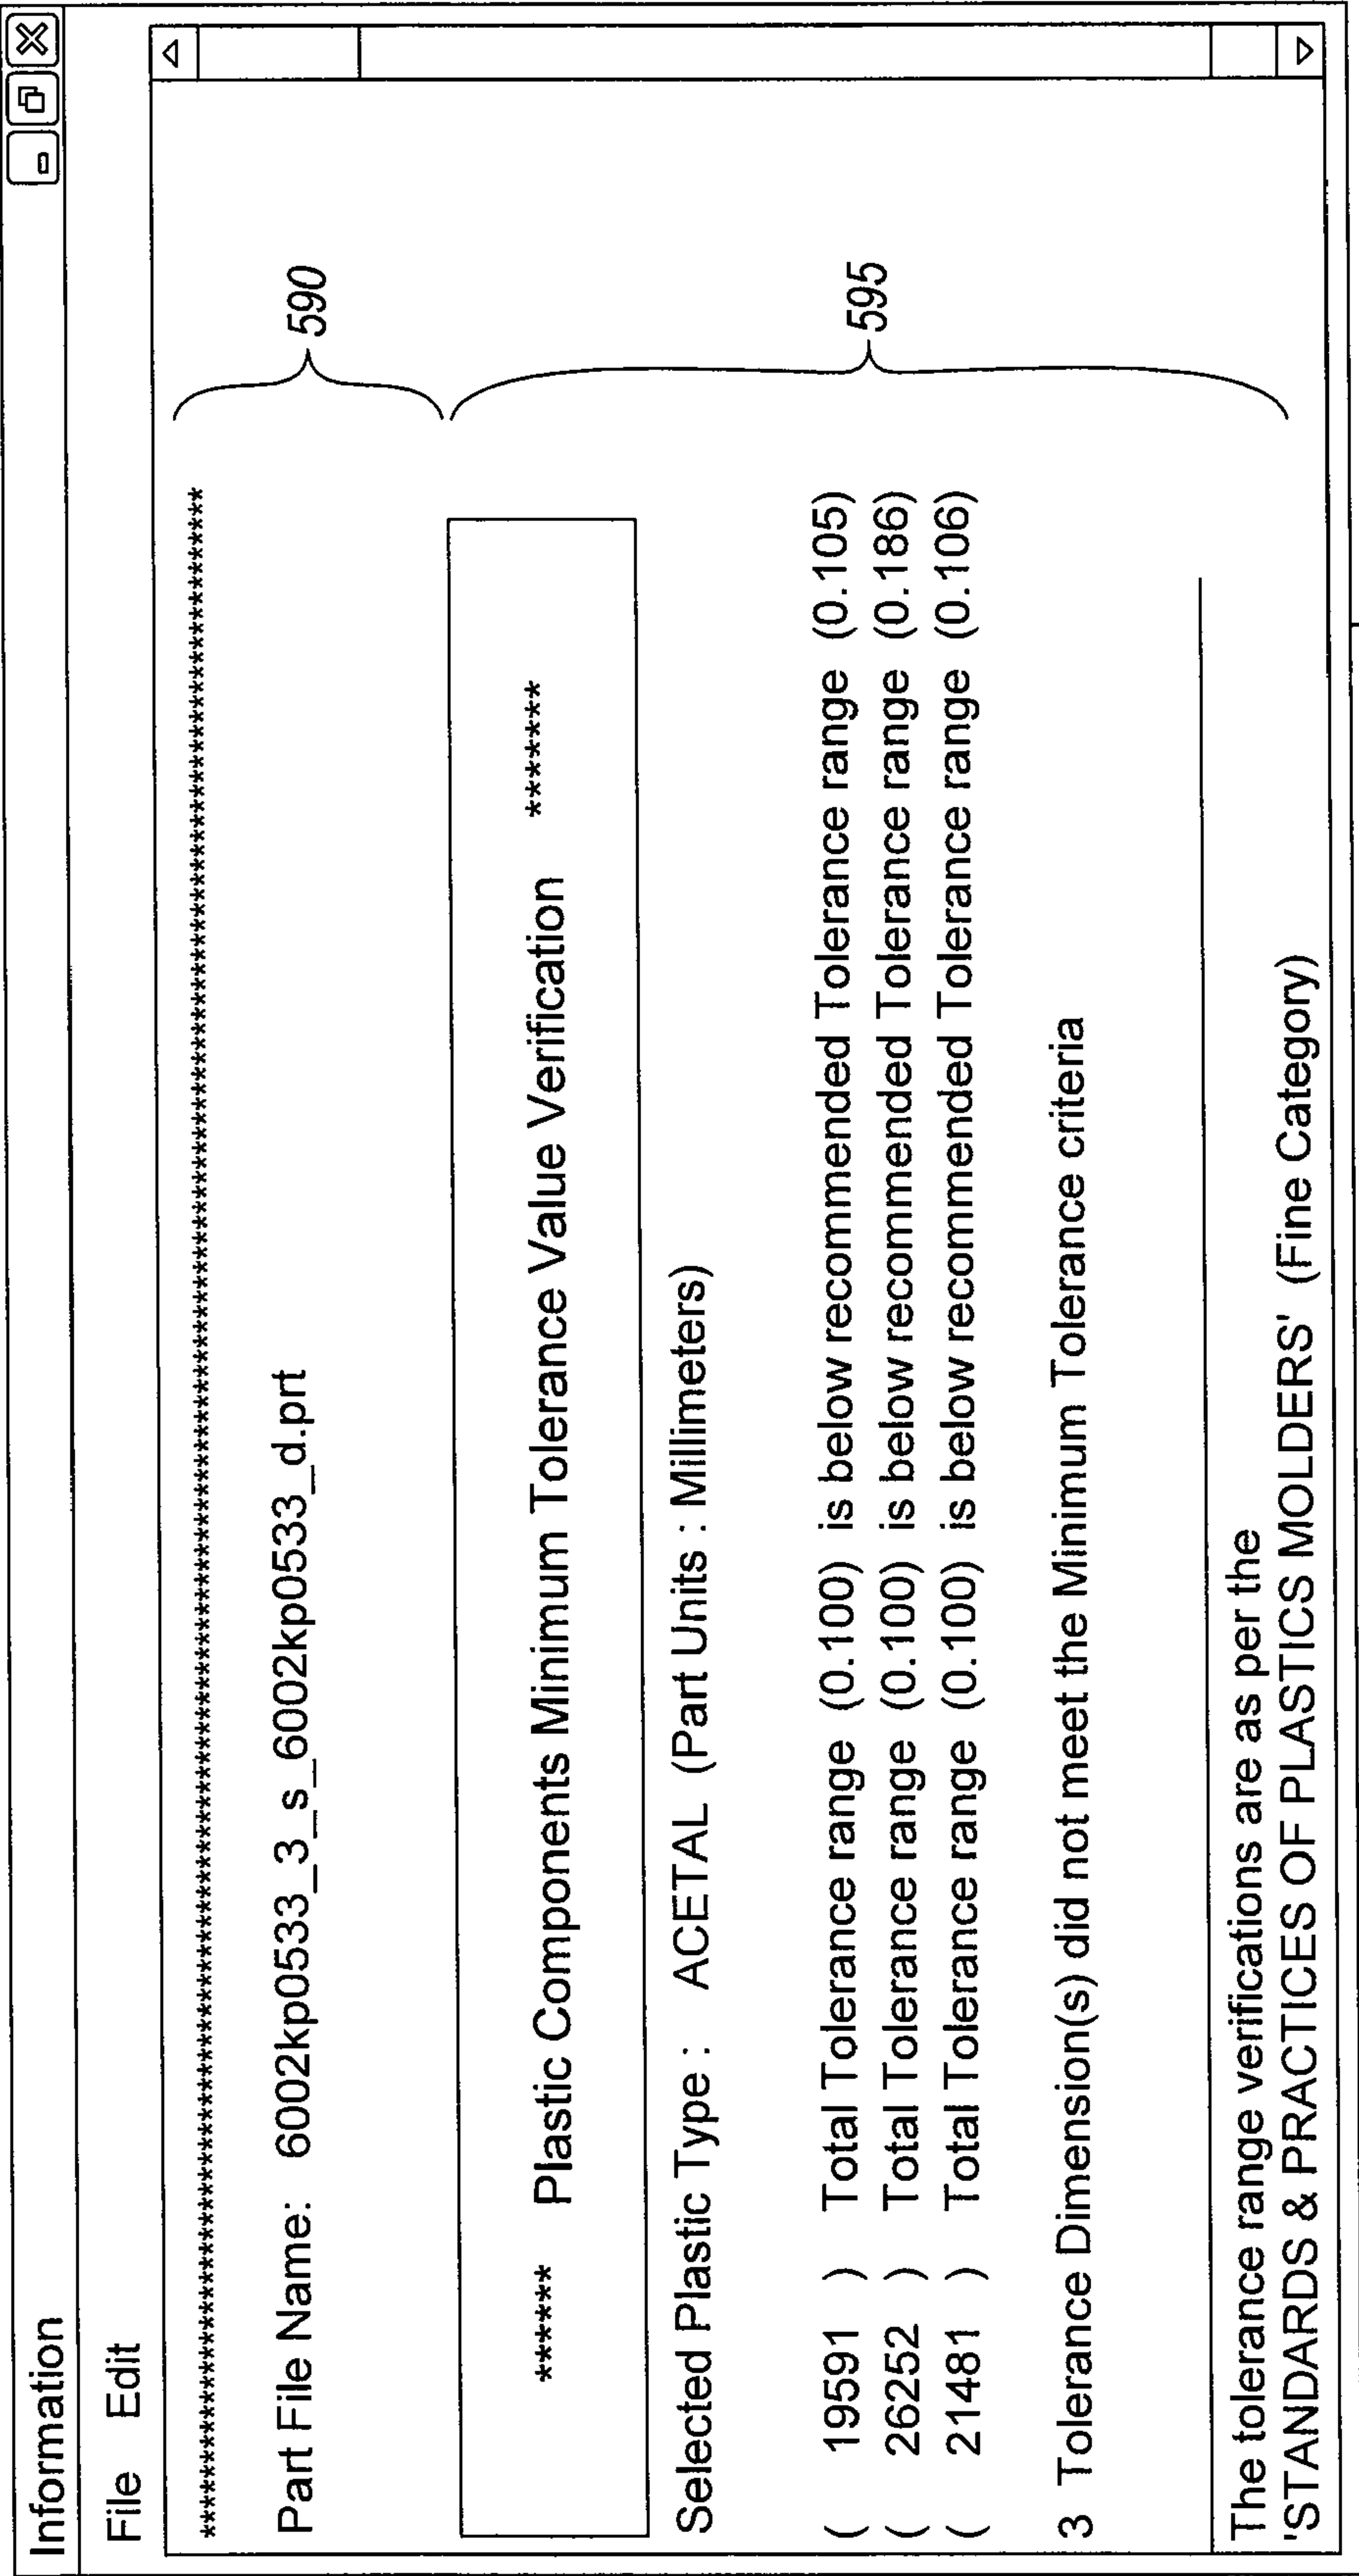 Information
File Edit
******************************************************************************************
Part File Name: 6002kp0533_3_s_6002kp0533_d.prt
590
****** Plastic Components Minimum Tolerance Value Verification *******
Selected Plastic Type : ACETAL (Part Units : Millimeters)
( 19591 ) Total Tolerance range (0.100) is below recommended Tolerance range (0.105)
( 26252 ) Total Tolerance range (0.100) is below recommended Tolerance range (0.186)
( 21481 ) Total Tolerance range (0.100) is below recommended Tolerance range (0.106)
595
3 Tolerance Dimension(s) did not meet the Minimum Tolerance criteria
The tolerance range verifications are as per the
'STANDARDS & PRACTICES OF PLASTICS MOLDERS' (Fine Category)